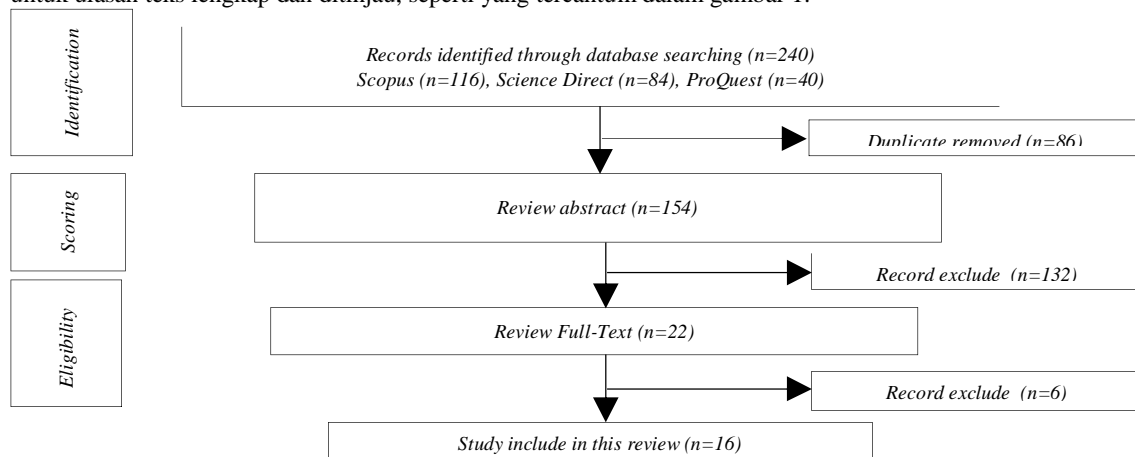 untuk ulasan teks lengkap dan ditinjau, seperti yang tercantum dalam gambar 1.
Identification
Records identified through database searching (n=240)
Scopus (n=116), Science Direct (n=84), ProQuest (n=40)
Duplicate removed (n=86)
Scoring
Review abstract (n=154)
Record exclude (n=132)
Eligibility
Review Full-Text (n=22)
Record exclude (n=6)
Study include in this review (n=16)